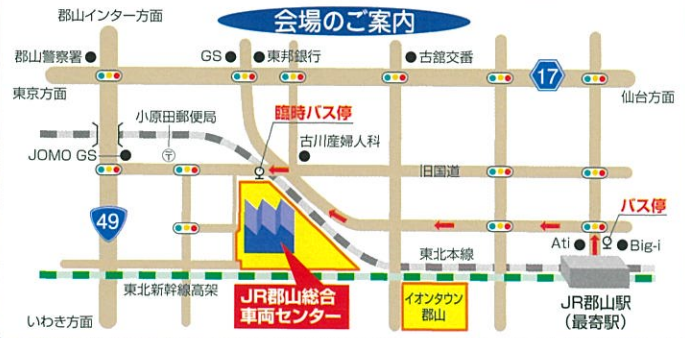 会場のご案内
郡山インター方面
郡山警察署
GS
東邦銀行
古舘交番
17
東京方面
仙台方面
小原田郵便局
臨時バス停
JOMO GS
〒
古川産婦人科
旧国道
49
バス停
Ati
Big-i
東北本線
東北新幹線高架
JR郡山総合
車両センター
イオンタウン
郡山
JR郡山駅
(最寄駅)
いわき方面